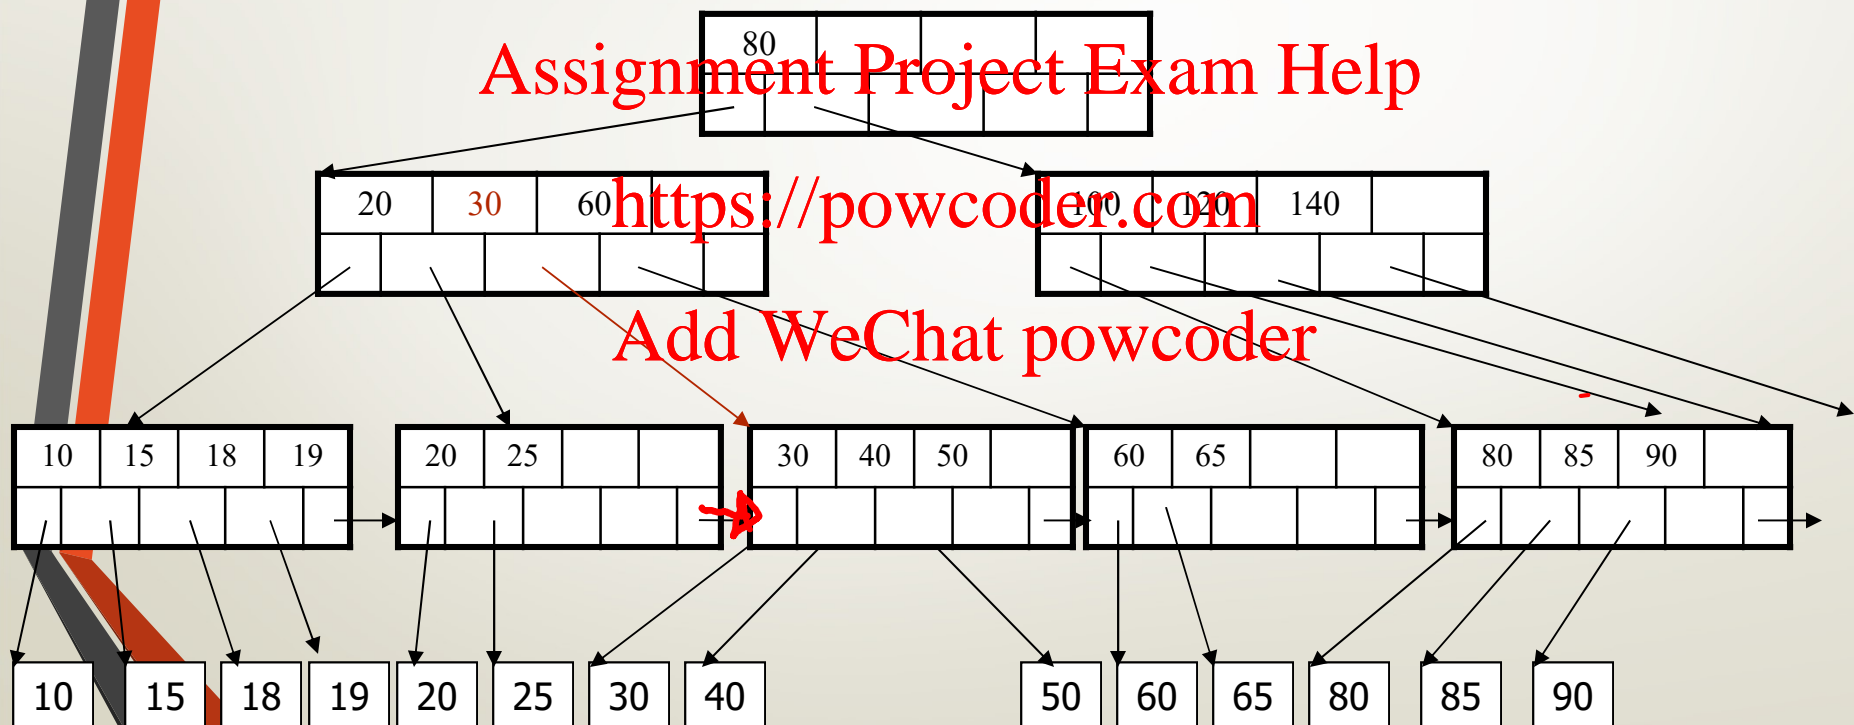 80
Assignment Project Exam Help
20 30 60 100 120 140
https://powcoder.com
Add WeChat powcoder
10 15 18 19 20 25 30 40 50 60 65 80 85 90
10 15 18 19 20 25 30 40 50 60 65 80 85 90